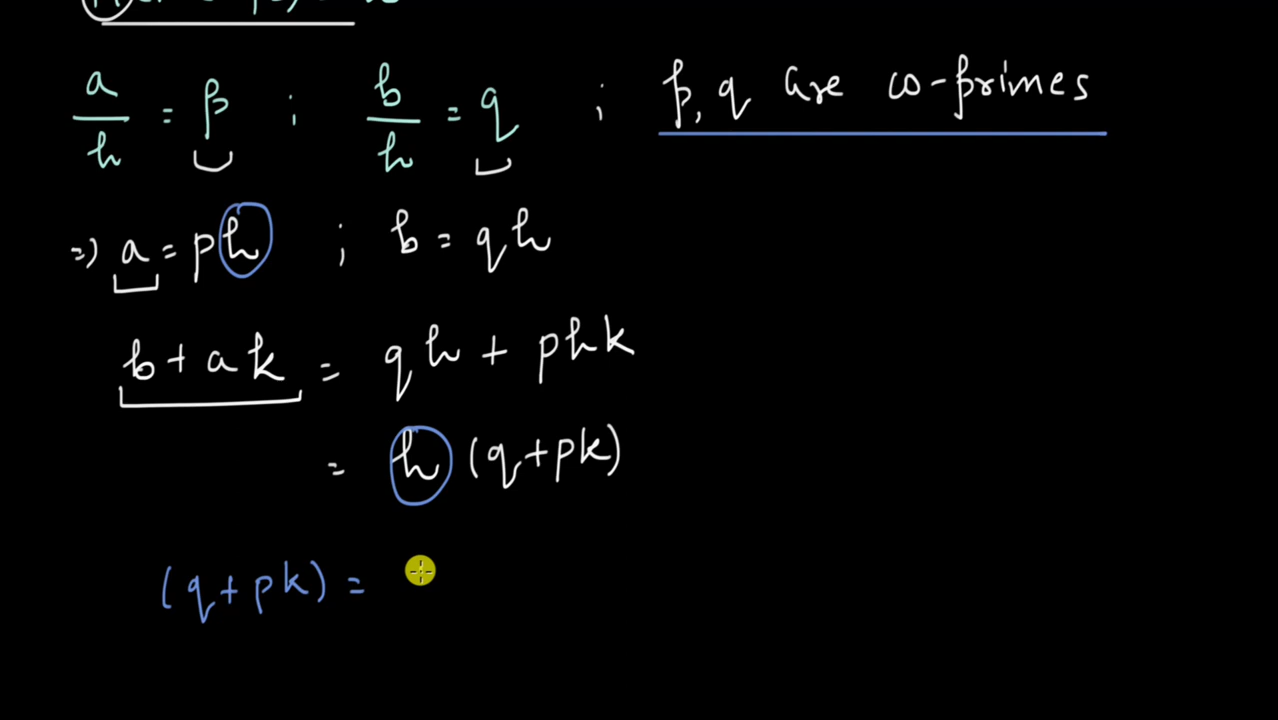 a/h = p ; b/h = q ; p, q are co-primes
=) a = ph ; b = qh
b + ak = qh + phk
= h (q + pk)
(q + pk) =